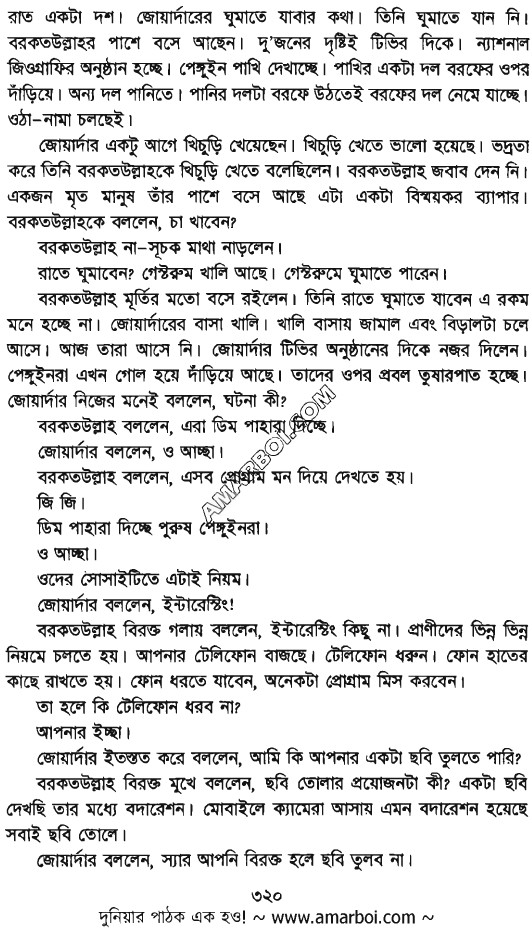 রাত একটা দশ। জোয়ার্দারের ঘুমাতে যাবার কথা। তিনি ঘুমাতে যান নি।
বরকতউল্লাহর পাশে বসে আছেন। দু’জনের দৃষ্টিই টিভির দিকে। ন্যাশনাল
জিওগ্রাফির অনুষ্ঠান হচ্ছে। পেঙ্গুইন পাখি দেখাচ্ছে। পাখির একটা দল বরফের ওপর
দাঁড়িয়ে। অন্য দল পানিতে। পানির দলটা বরফে উঠতেই বরফের দল নেমে যাচ্ছে।
ওঠা–নামা চলছেই।
জোয়ার্দার একটু আগে খিচুড়ি খেয়েছেন। খিচুড়ি খেতে ভালো হয়েছে। ভদ্রতা
করে তিনি বরকতউল্লাহকে খিচুড়ি খেতে বলেছিলেন। বরকতউল্লাহ জবাব দেন নি।
একজন মৃত মানুষ তাঁর পাশে বসে আছে এটা একটা বিস্ময়কর ব্যাপার।
বরকতউল্লাহকে বললেন, চা খাবেন?
বরকতউল্লাহ না–সূচক মাথা নাড়লেন।
রাতে ঘুমাবেন? গেস্টরুম খালি আছে। গেস্টরুমে ঘুমাতে পারেন।
বরকতউল্লাহ মূর্তির মতো বসে রইলেন। তিনি রাতে ঘুমাতে যাবেন এ রকম
মনে হচ্ছে না। জোয়ার্দারের বাসা খালি। খালি বাসায় জামাল এবং বিড়ালটা চলে
আসে। আজ তারা আসে নি। জোয়ার্দার টিভির অনুষ্ঠানের দিকে নজর দিলেন।
পেঙ্গুইনরা এখন গোল হয়ে দাঁড়িয়ে আছে। তাদের ওপর প্রবল তুষারপাত হচ্ছে।
জোয়ার্দার নিজের মনেই বললেন, ঘটনা কী?
বরকতউল্লাহ বললেন, এরা ডিম পাহারা দিচ্ছে।
জোয়ার্দার বললেন, ও আচ্ছা।
বরকতউল্লাহ বললেন, এসব প্রোগ্রাম মন দিয়ে দেখতে হয়।
জি জি।
ডিম পাহারা দিচ্ছে পুরুষ পেঙ্গুইনরা।
ও আচ্ছা।
ওদের সোসাইটিতে এটাই নিয়ম।
জোয়ার্দার বললেন, ইন্টারেস্টিং!
বরকতউল্লাহ বিরক্ত গলায় বললেন, ইন্টারেস্টিং কিছু না। প্রাণীদের ভিন্ন ভিন্ন
নিয়মে চলতে হয়। আপনার টেলিফোন বাজছে। টেলিফোন ধরুন। ফোন হাতের
কাছে রাখতে হয়। ফোন ধরতে যাবেন, অনেকটা প্রোগ্রাম মিস করবেন।
তা হলে কি টেলিফোন ধরব না?
আপনার ইচ্ছা।
জোয়ার্দার ইতস্তত করে বললেন, আমি কি আপনার একটা ছবি তুলতে পারি?
বরকতউল্লাহ বিরক্ত মুখে বললেন, ছবি তোলার প্রয়োজনটা কী? একটা ছবি
দেখছি তার মধ্যে বদারেশন। মোবাইলে ক্যামেরা আসায় এমন বদারেশন হয়েছে
সবাই ছবি তোলে।
জোয়ার্দার বললেন, স্যার আপনি বিরক্ত হলে ছবি তুলব না।
AMARBOI.COM
৩২০
দুনিয়ার পাঠক এক হও! ~ www.amarboi.com ~